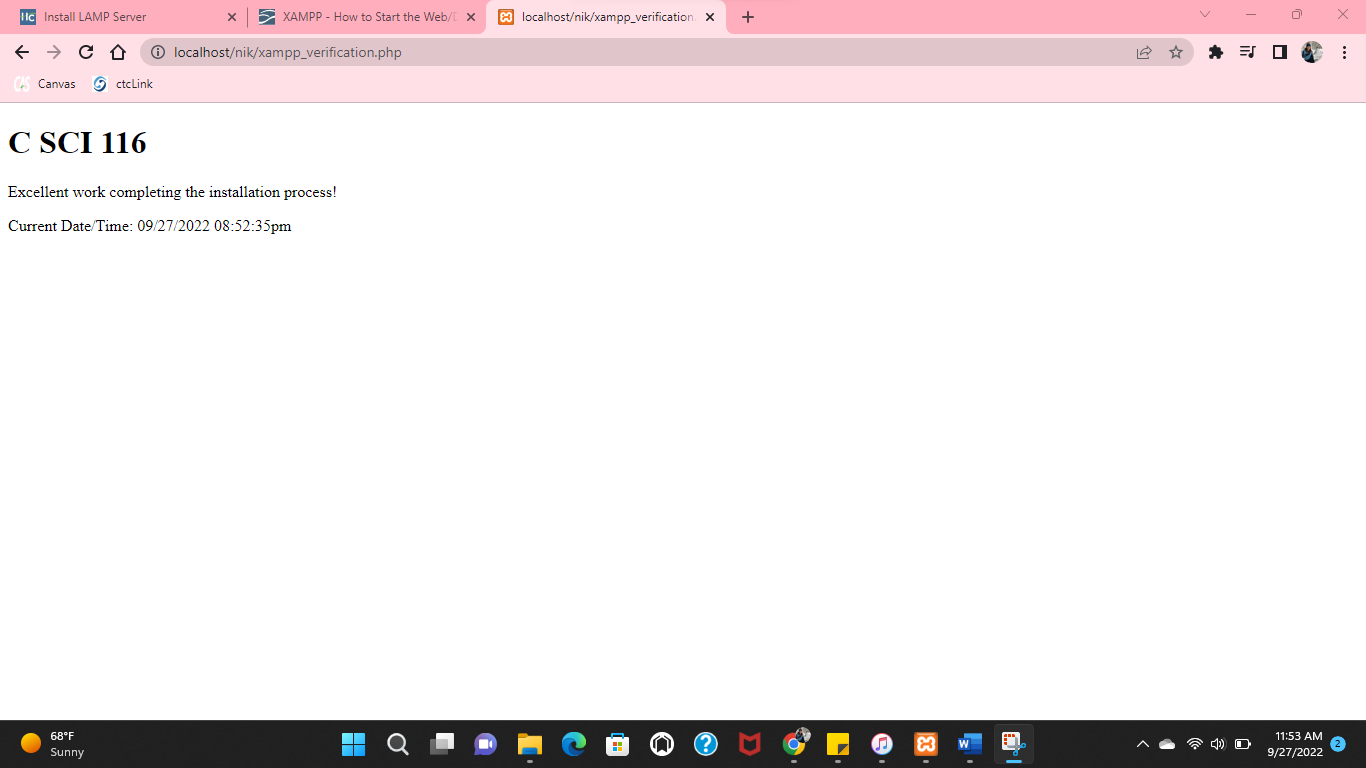 Install LAMP Server
XAMPP - How to Start the Web/D
localhost/nik/xampp_verification.
localhost/nik/xampp_verification.php
Canvas
ctcLink
C SCI 116
Excellent work completing the installation process!
Current Date/Time: 09/27/2022 08:52:35pm
68°F
Sunny
11:53 AM
9/27/2022
2